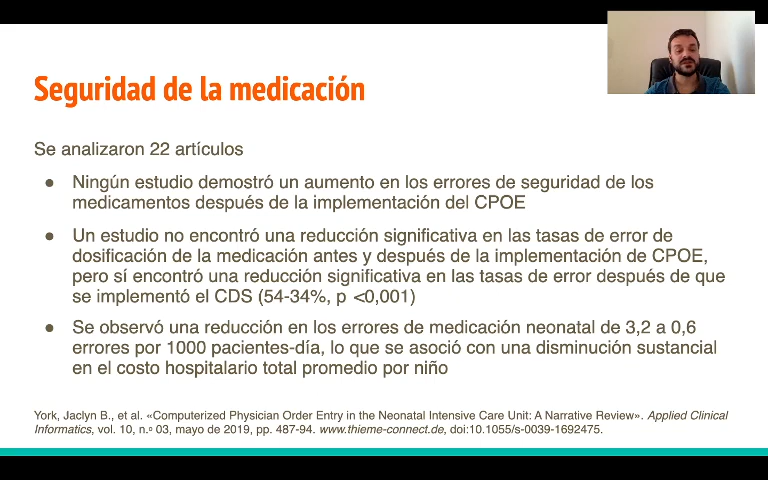 Seguridad de la medicación
Se analizaron 22 artículos
● Ningún estudio demostró un aumento en los errores de seguridad de los
medicamentos después de la implementación del CPOE
● Un estudio no encontró una reducción significativa en las tasas de error de
dosificación de la medicación antes y después de la implementación de CPOE,
pero sí encontró una reducción significativa en las tasas de error después de que
se implementó el CDS (54-34%, p <0,001)
● Se observó una reducción en los errores de medicación neonatal de 3,2 a 0,6
errores por 1000 pacientes-día, lo que se asoció con una disminución sustancial
en el costo hospitalario total promedio por niño
York, Jaclyn B., et al. «Computerized Physician Order Entry in the Neonatal Intensive Care Unit: A Narrative Review». Applied Clinical
Informatics, vol. 10, n.º 03, mayo de 2019, pp. 487-94. www.thieme-connect.de, doi:10.1055/s-0039-1692475.